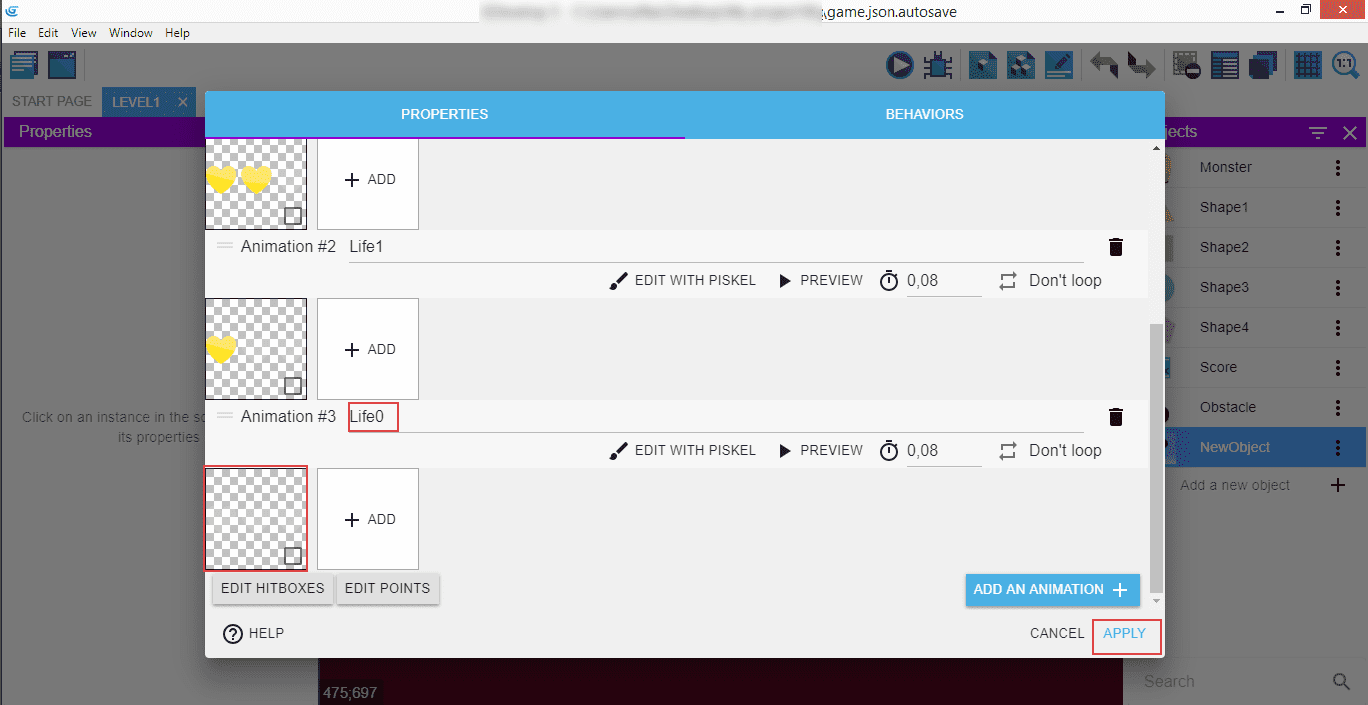 \game.json.autosave
File Edit View Window Help
1:1
START PAGE LEVEL1
Properties
PROPERTIES BEHAVIORS
jects
Monster
Shape1
Shape2
Shape3
Shape4
Score
Obstacle
NewObject
Add a new object
Click on an instance in the sc
its properties
ADD
Animation #2 Life1
EDIT WITH PISKEL PREVIEW 0,08 Don't loop
ADD
Animation #3 Life0
EDIT WITH PISKEL PREVIEW 0,08 Don't loop
ADD
EDIT HITBOXES EDIT POINTS ADD AN ANIMATION
HELP CANCEL APPLY
475;697
Search